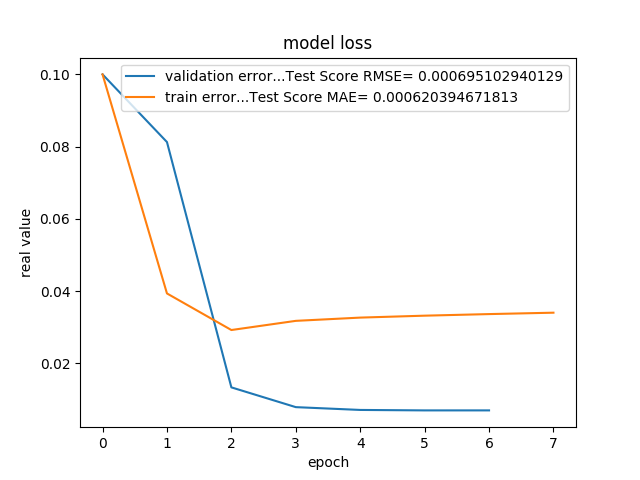 model loss
validation error...Test Score RMSE= 0.000695102940129
train error...Test Score MAE= 0.000620394671813
real value
0.10
0.08
0.06
0.04
0.02
0 1 2 3 4 5 6 7
epoch